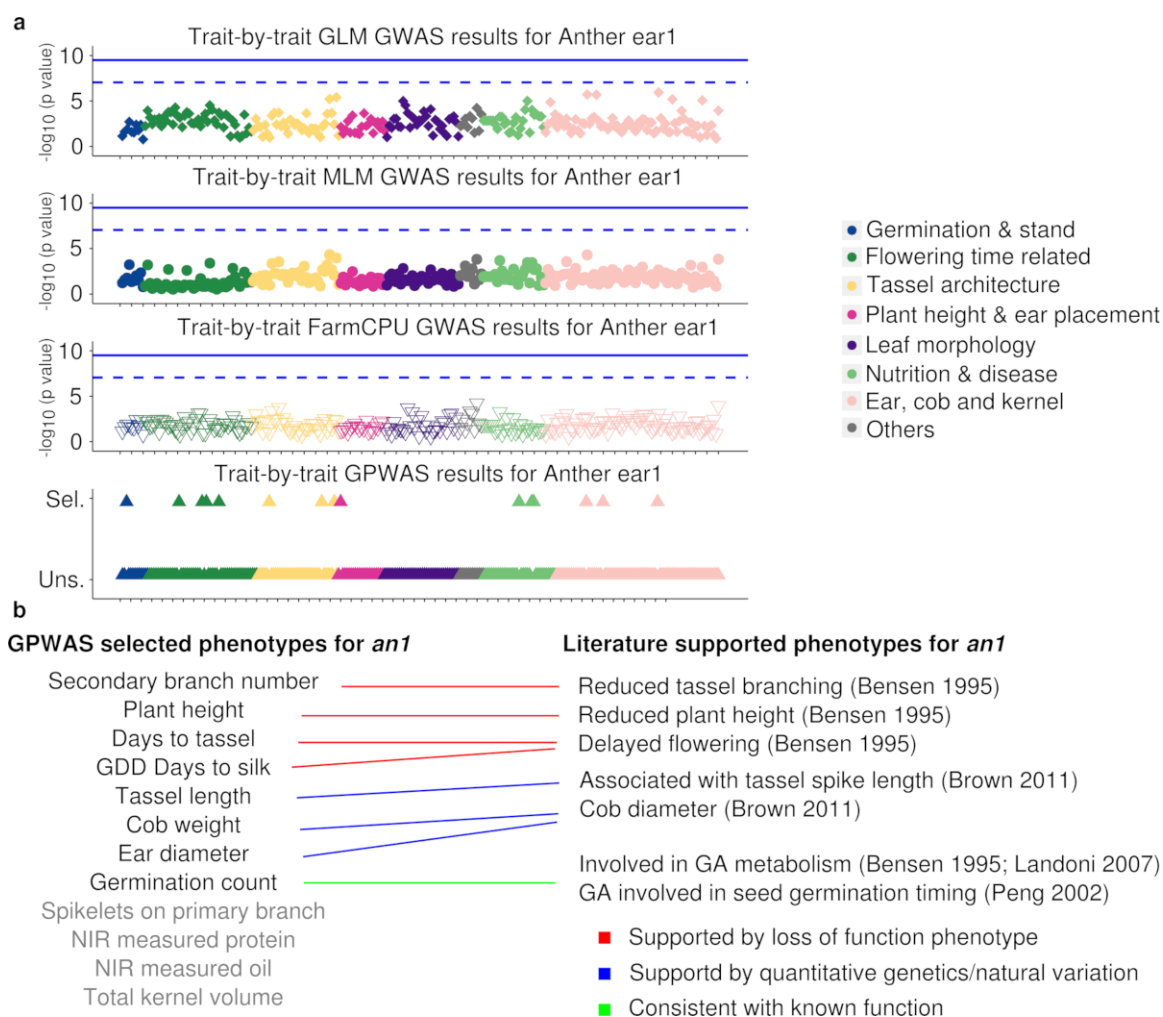 a
Trait-by-trait GLM GWAS results for Anther ear1
10
5
0
-log10 (p value)
Trait-by-trait MLM GWAS results for Anther ear1
10
5
0
-log10 (p value)
Trait-by-trait FarmCPU GWAS results for Anther ear1
10
5
0
-log10 (p value)
Trait-by-trait GPWAS results for Anther ear1
Sel.
Uns.
Germination & stand
Flowering time related
Tassel architecture
Plant height & ear placement
Leaf morphology
Nutrition & disease
Ear, cob and kernel
Others
b
GPWAS selected phenotypes for an1
Secondary branch number
Plant height
Days to tassel
GDD Days to silk
Tassel length
Cob weight
Ear diameter
Germination count
Spikelets on primary branch
NIR measured protein
NIR measured oil
Total kernel volume
Literature supported phenotypes for an1
Reduced tassel branching (Bensen 1995)
Reduced plant height (Bensen 1995)
Delayed flowering (Bensen 1995)
Associated with tassel spike length (Brown 2011)
Cob diameter (Brown 2011)
Involved in GA metabolism (Bensen 1995; Landoni 2007)
GA involved in seed germination timing (Peng 2002)
Supported by loss of function phenotype
Supportd by quantitative genetics/natural variation
Consistent with known function